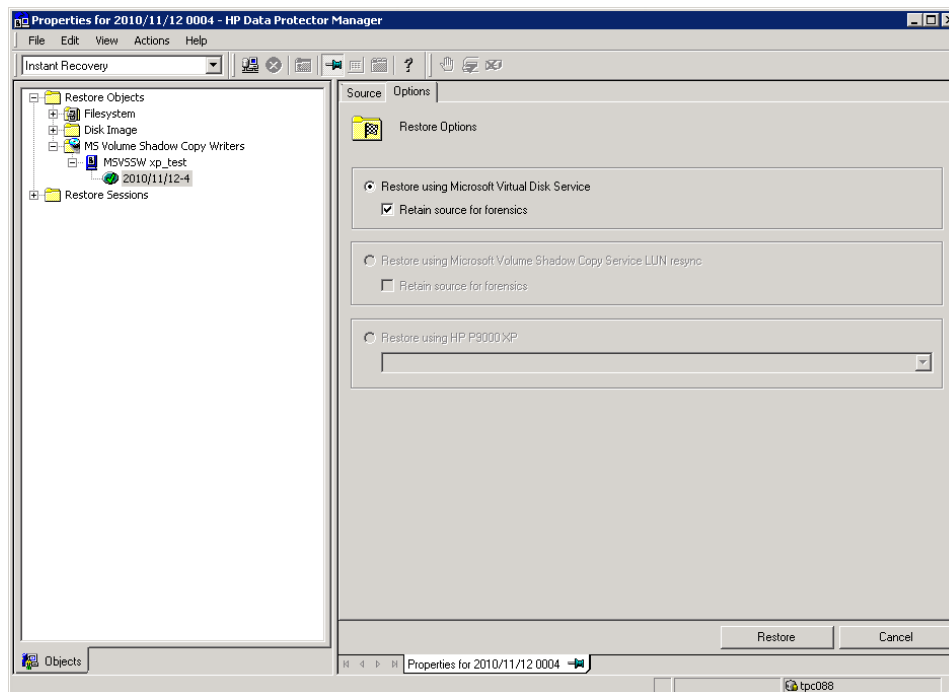 Properties for 2010/11/12 0004 - HP Data Protector Manager
File Edit View Actions Help
Instant Recovery
Restore Objects
Filesystem
Disk Image
MS Volume Shadow Copy Writers
MSVSSW xp_test
2010/11/12-4
Restore Sessions
Objects
Source Options
Restore Options
Restore using Microsoft Virtual Disk Service
Retain source for forensics
Restore using Microsoft Volume Shadow Copy Service LUN resync
Retain source for forensics
Restore using HP P9000 XP
Restore Cancel
Properties for 2010/11/12 0004
tpc088